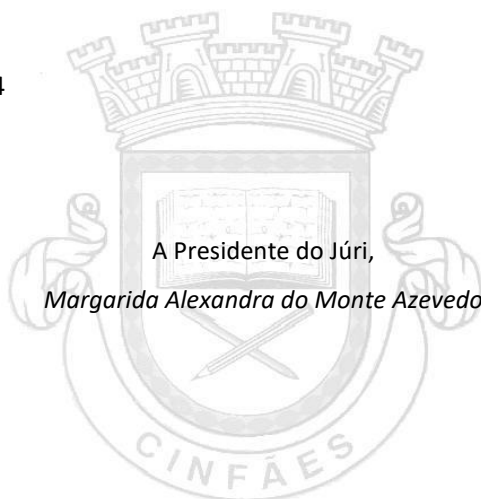 4
A Presidente do Júri,
Margarida Alexandra do Monte Azevedo
CINFÃES